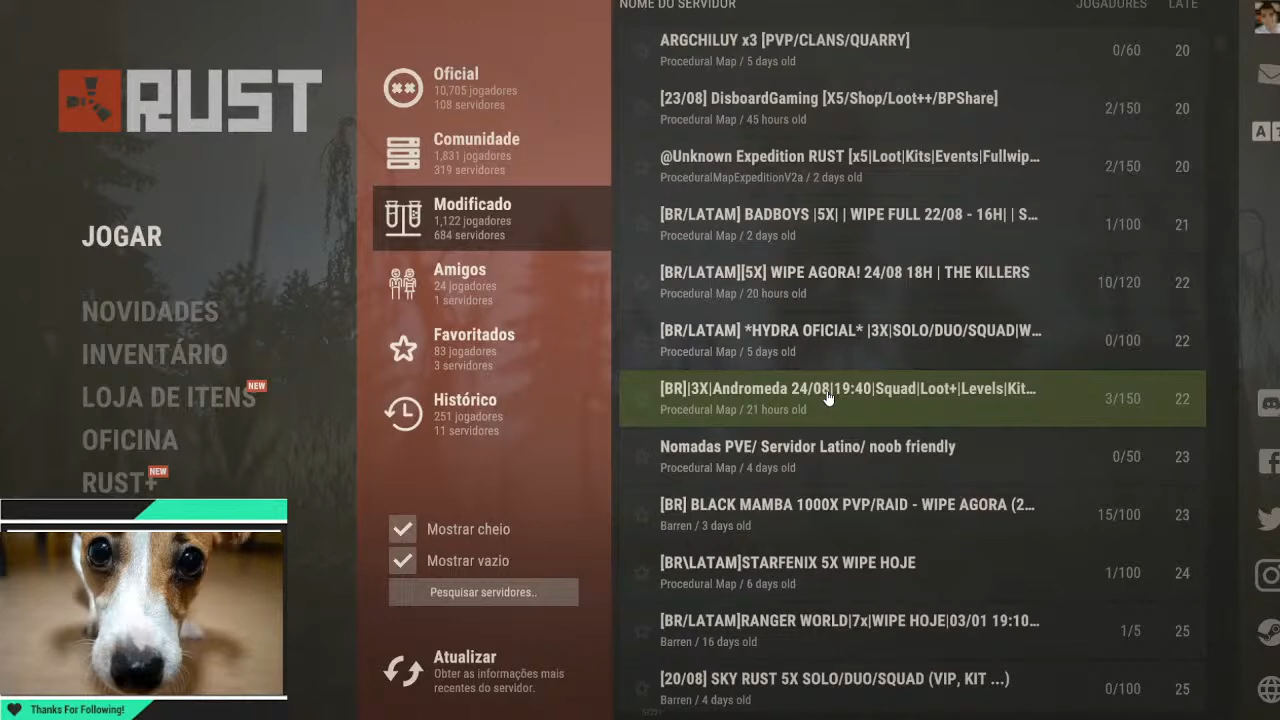 RUST
JOGAR
NOVIDADES
INVENTÁRIO
LOJA DE ITENS NEW
OFICINA
RUST+ NEW
Thanks For Following!
Oficial
10,705 jogadores
108 servidores
Comunidade
1,831 jogadores
319 servidores
Modificado
1,122 jogadores
684 servidores
Amigos
24 jogadores
1 servidores
Favoritados
83 jogadores
3 servidores
Histórico
251 jogadores
11 servidores
Mostrar cheio
Mostrar vazio
Pesquisar servidores..
Atualizar
Obter as informações mais
recentes do servidor.
NOME DO SERVIDOR JOGADORES LATE
ARGCHILUY x3 [PVP/CLANS/QUARRY] 0/60 20
Procedural Map / 5 days old
[23/08] DisboardGaming [X5/Shop/Loot++/BPShare] 2/150 20
Procedural Map / 45 hours old
@Unknown Expedition RUST [x5|Loot|Kits|Events|Fullwip... 2/150 20
ProceduralMapExpeditionV2a / 2 days old
[BR/LATAM] BADBOYS |5X| | WIPE FULL 22/08 - 16H| | S... 1/100 21
Procedural Map / 2 days old
[BR/LATAM][5X] WIPE AGORA! 24/08 18H | THE KILLERS 10/120 22
Procedural Map / 20 hours old
[BR/LATAM] *HYDRA OFICIAL* |3X|SOLO/DUO/SQUAD|W... 0/100 22
Procedural Map / 5 days old
[BR]|3X|Andromeda 24/08|19:40|Squad|Loot+|Levels|Kit... 3/150 22
Procedural Map / 21 hours old
Nomadas PVE/ Servidor Latino/ noob friendly 0/50 23
Procedural Map / 4 days old
[BR] BLACK MAMBA 1000X PVP/RAID - WIPE AGORA (2... 15/100 23
Barren / 3 days old
[BR\LATAM]STARFENIX 5X WIPE HOJE 1/100 24
Procedural Map / 6 days old
[BR/LATAM]RANGER WORLD|7x|WIPE HOJE|03/01 19:10... 1/5 25
Barren / 16 days old
[20/08] SKY RUST 5X SOLO/DUO/SQUAD (VIP, KIT ...) 0/100 25
Barren / 4 days old